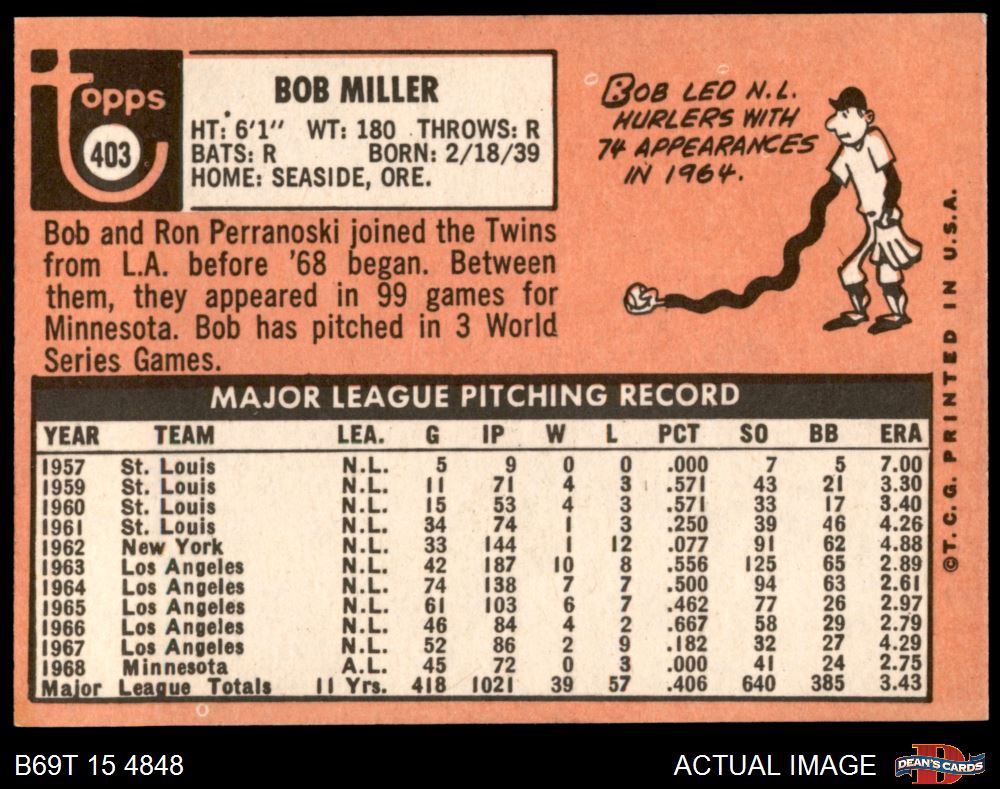 topps
403
BOB MILLER
HT: 6'1" WT: 180 THROWS: R
BATS: R BORN: 2/18/39
HOME: SEASIDE, ORE.
BOB LED N.L.
HURLERS WITH
74 APPEARANCES
IN 1964.
Bob and Ron Perranoski joined the Twins
from L.A. before '68 began. Between
them, they appeared in 99 games for
Minnesota. Bob has pitched in 3 World
Series Games.
MAJOR LEAGUE PITCHING RECORD
YEAR TEAM LEA. G IP W L PCT SO BB ERA
1957 St. Louis N.L. 5 9 0 0 .000 7 5 7.00
1959 St. Louis N.L. 11 71 4 3 .571 43 21 3.30
1960 St. Louis N.L. 15 53 4 3 .571 33 17 3.40
1961 St. Louis N.L. 34 74 1 3 .250 39 46 4.26
1962 New York N.L. 33 144 1 12 .077 91 62 4.88
1963 Los Angeles N.L. 42 187 10 8 .556 125 65 2.89
1964 Los Angeles N.L. 74 138 7 7 .500 94 63 2.61
1965 Los Angeles N.L. 61 103 6 7 .462 77 26 2.97
1966 Los Angeles N.L. 46 84 4 2 .667 58 29 2.79
1967 Los Angeles N.L. 52 86 2 9 .182 32 27 4.29
1968 Minnesota A.L. 45 72 0 3 .000 41 24 2.75
Major League Totals 11 Yrs. 418 1021 39 57 .406 640 385 3.43
©T. C. G. PRINTED IN U.S.A.
B69T 15 4848
ACTUAL IMAGE
DEAN'S CARDS